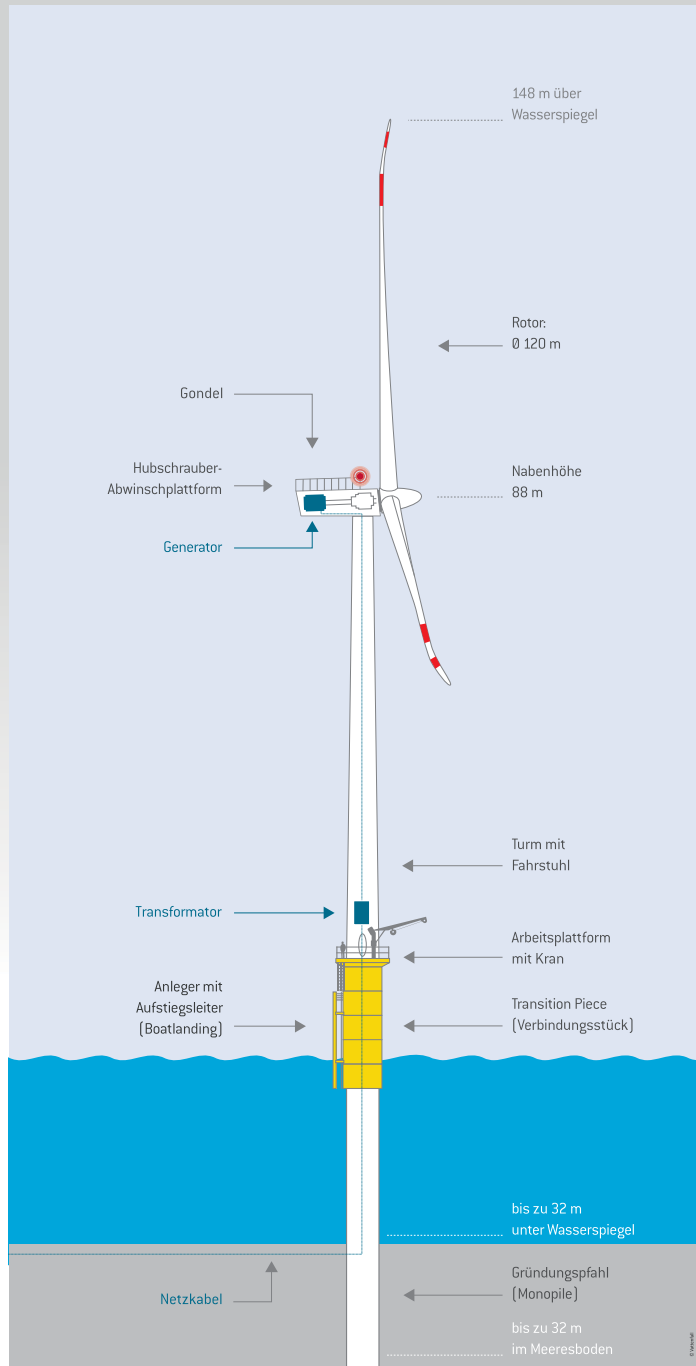 148 m über
Wasserspiegel
Rotor:
Ø 120 m
Gondel
Hubschrauber-
Abwinschplattform
Nabenhöhe
88 m
Generator
Turm mit
Fahrstuhl
Transformator
Arbeitsplattform
mit Kran
Anleger mit
Aufstiegsleiter
(Boatlanding)
Transition Piece
(Verbindungsstück)
bis zu 32 m
unter Wasserspiegel
Gründungspfahl
(Monopile)
Netzkabel
bis zu 32 m
im Meeresboden